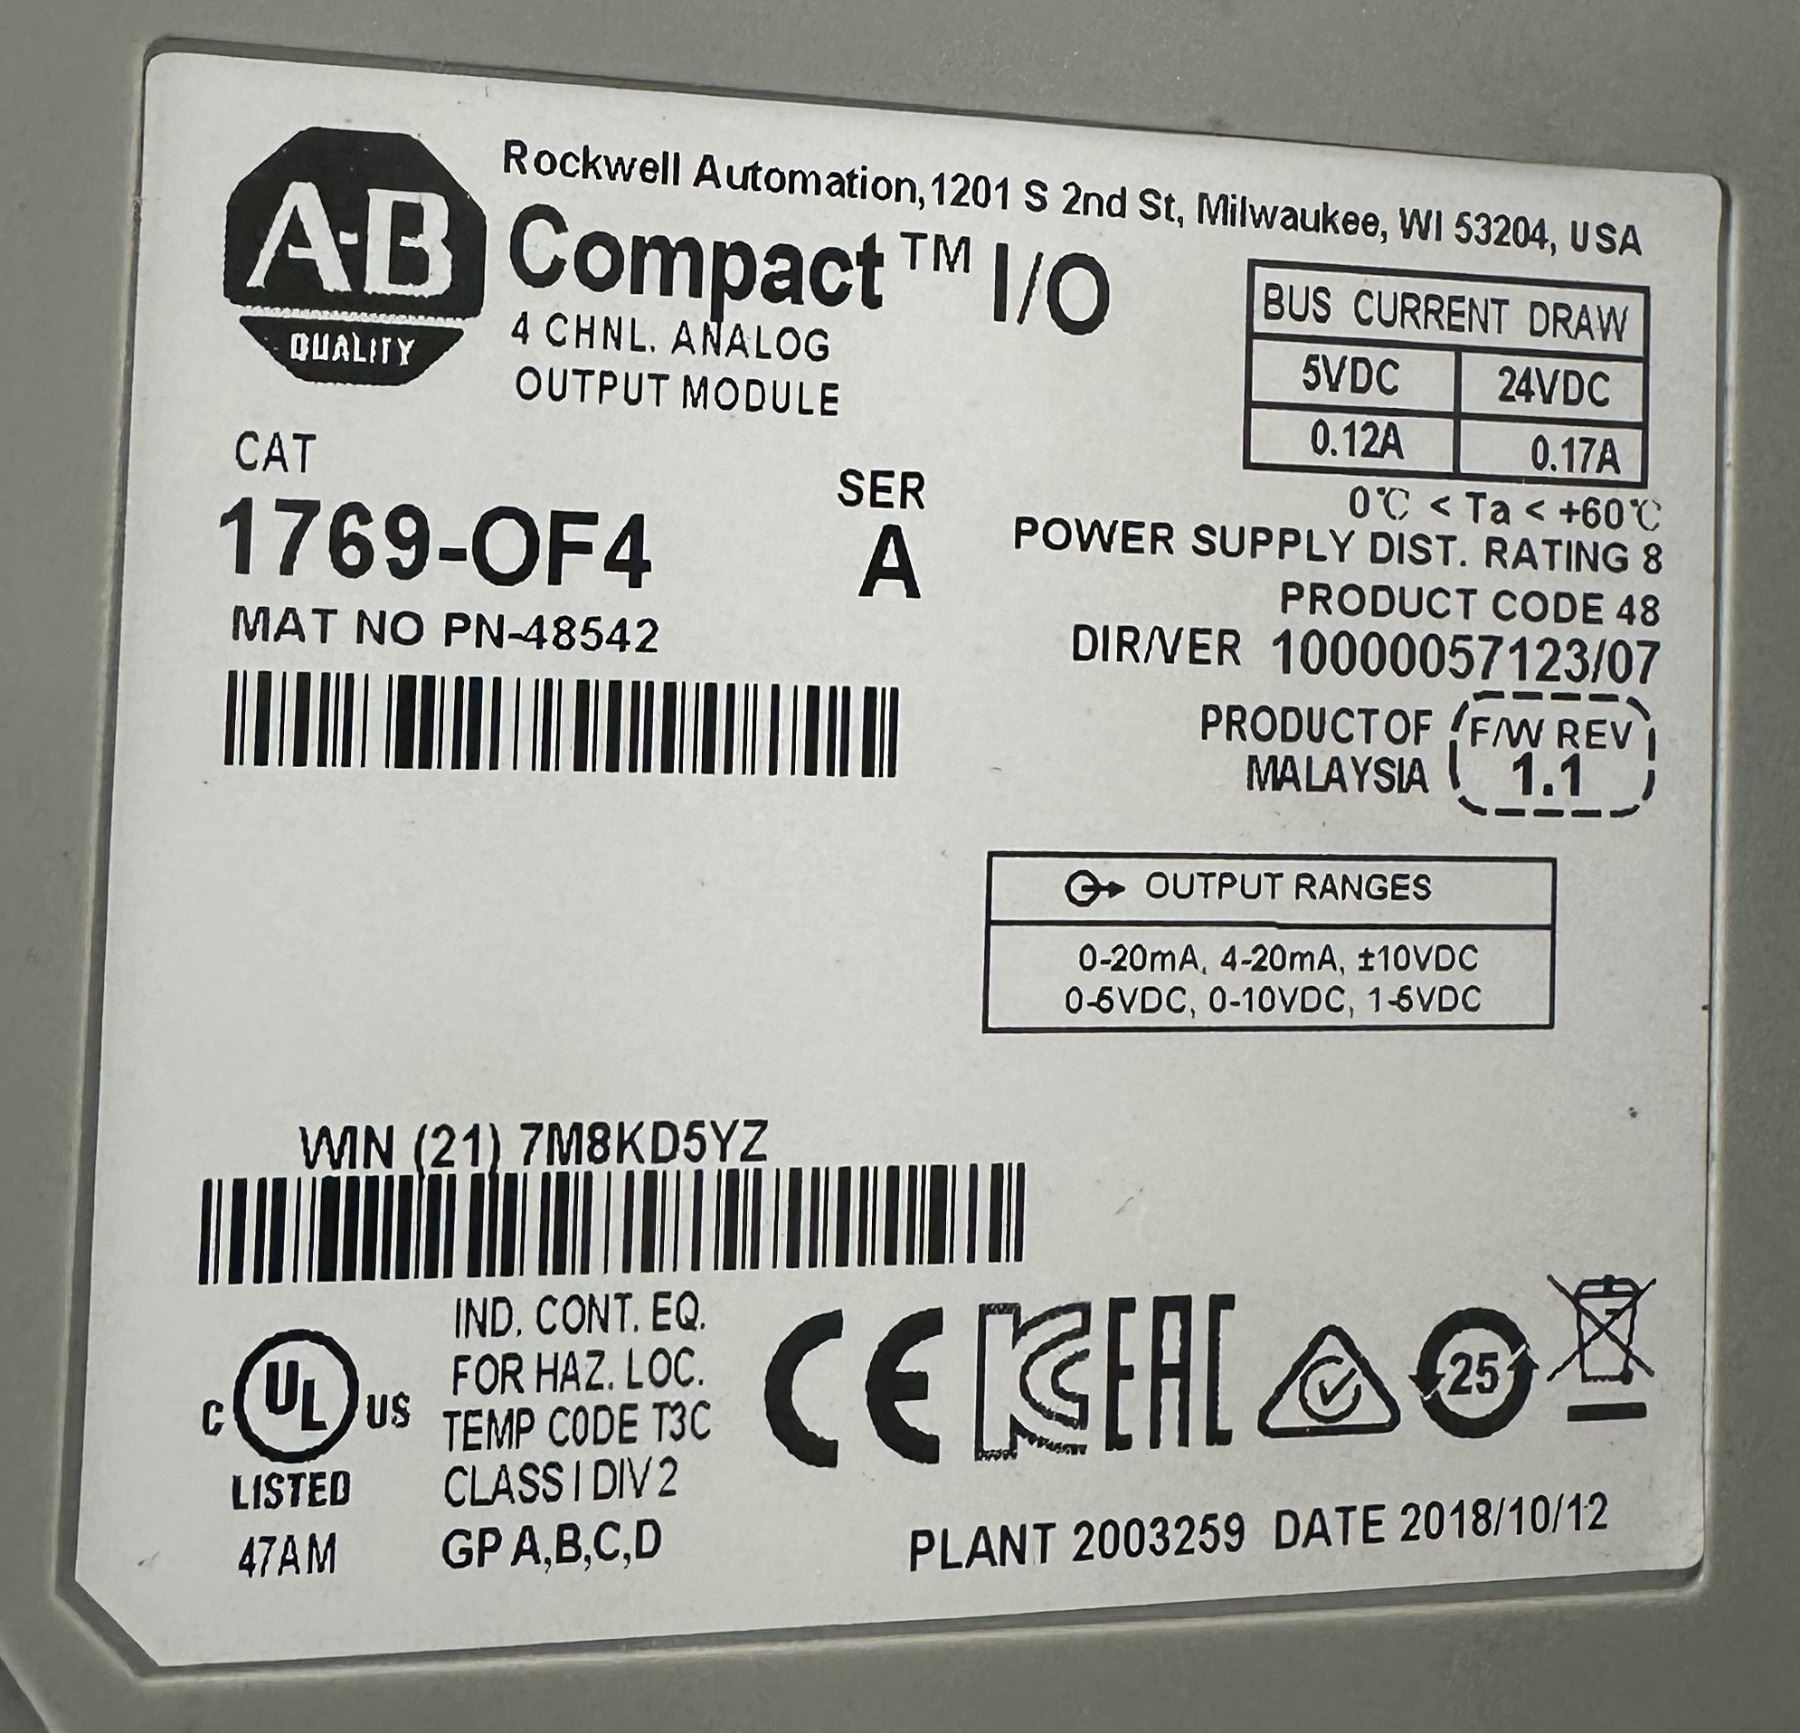 Rockwell Automation, 1201 S 2nd St, Milwaukee, WI 53204, USA
A-B
QUALITY
Compact™ I/O
4 CHNL. ANALOG
OUTPUT MODULE
BUS CURRENT DRAW
5VDC 24VDC
0.12A 0.17A
0℃ < Ta < +60℃
CAT
1769-OF4
SER
A
MAT NO PN-48542
POWER SUPPLY DIST. RATING 8
PRODUCT CODE 48
DIR/VER 10000057123/07
PRODUCT OF
MALAYSIA
F/W REV
1.1
OUTPUT RANGES
0-20mA, 4-20mA, ±10VDC
0-5VDC, 0-10VDC, 1-5VDC
WIN (21) 7M8KD5YZ
C UL US
LISTED
47AM
IND. CONT. EQ.
FOR HAZ. LOC.
TEMP CODE T3C
CLASS I DIV 2
GP A,B,C,D
CE KC EAC 25
PLANT 2003259 DATE 2018/10/12